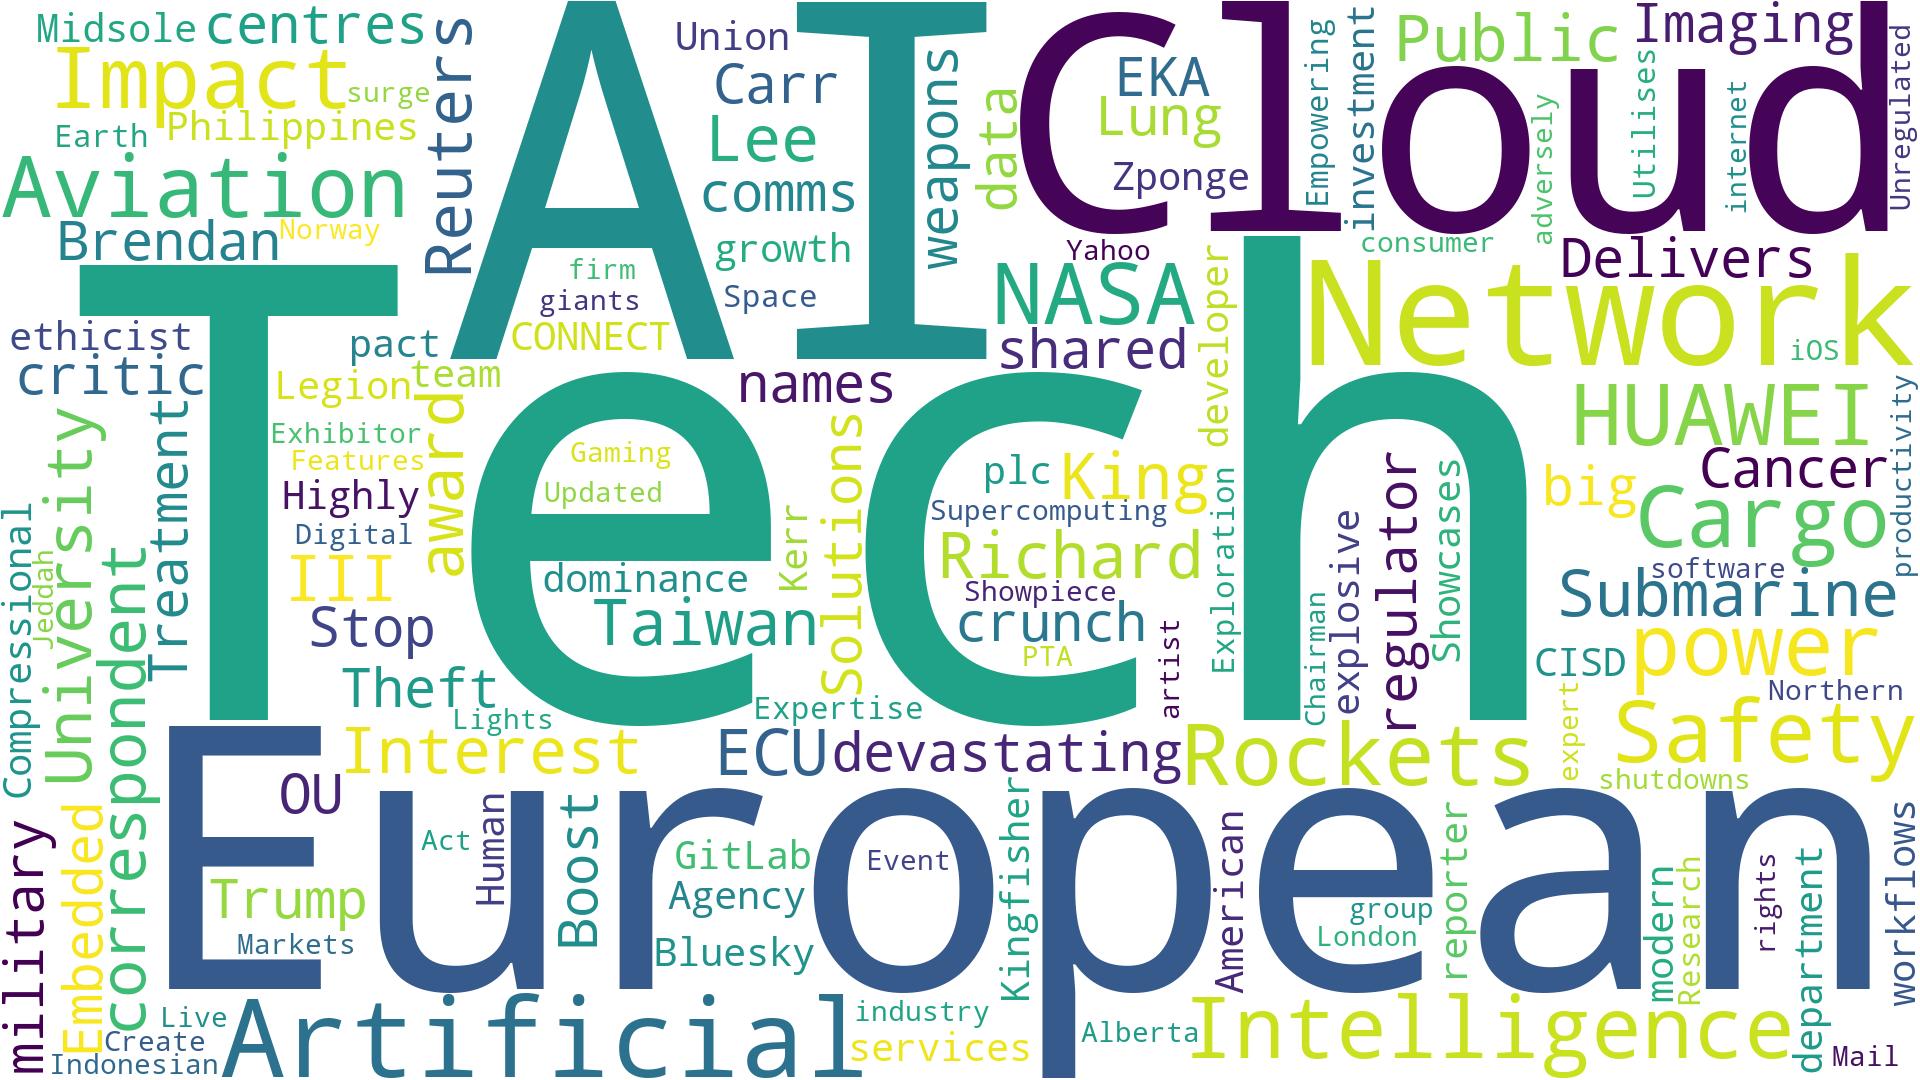 Midsole
centres
Impact
surge
Earth
Philippines
Aviation
Brendan
Norway
Reuters
AI
Union
Carr
Lee
comms
growth
Space
weapons
data
firm
giants
CONNECT
Cloud
EKA
Lung
Zponge
Empowering
investment
Public
adversely
Utilises
Imaging
internet
Unregulated
Yahoo
NASA
shared
developer
consumer
Delivers
Network
iOS
ethicist
critic
pact
Legion
team
names
Tech
Exhibitor
Features
Highly
Digital
III
Stop
Theft
Lights
award
Gaming
Updated
dominance
Taiwan
Kerr
Solutions
Expertise
plc
King
Supercomputing
Richard
Showpiece
crunch
PTA
artist
Exploration
Chairman
explosive
regulator
Showcases
HUAWEI
big
Cancer
Cargo
productivity
software
Submarine
power
CISD
Northern
Safety
expert
shutdowns
Compressional
Jeddah
University
correspondent
Treatment
Interest
OU
ECU
devastating
Rockets
European
military
Embedded
Trump
Markets
Act
Human
Boost
GitLab
Agency
Bluesky
Event
Kingfisher
American
group
London
reporter
modern
Research
rights
department
workflows
Live
Create
Indonesian
Artificial
industry
services
Alberta
Intelligence
Mail